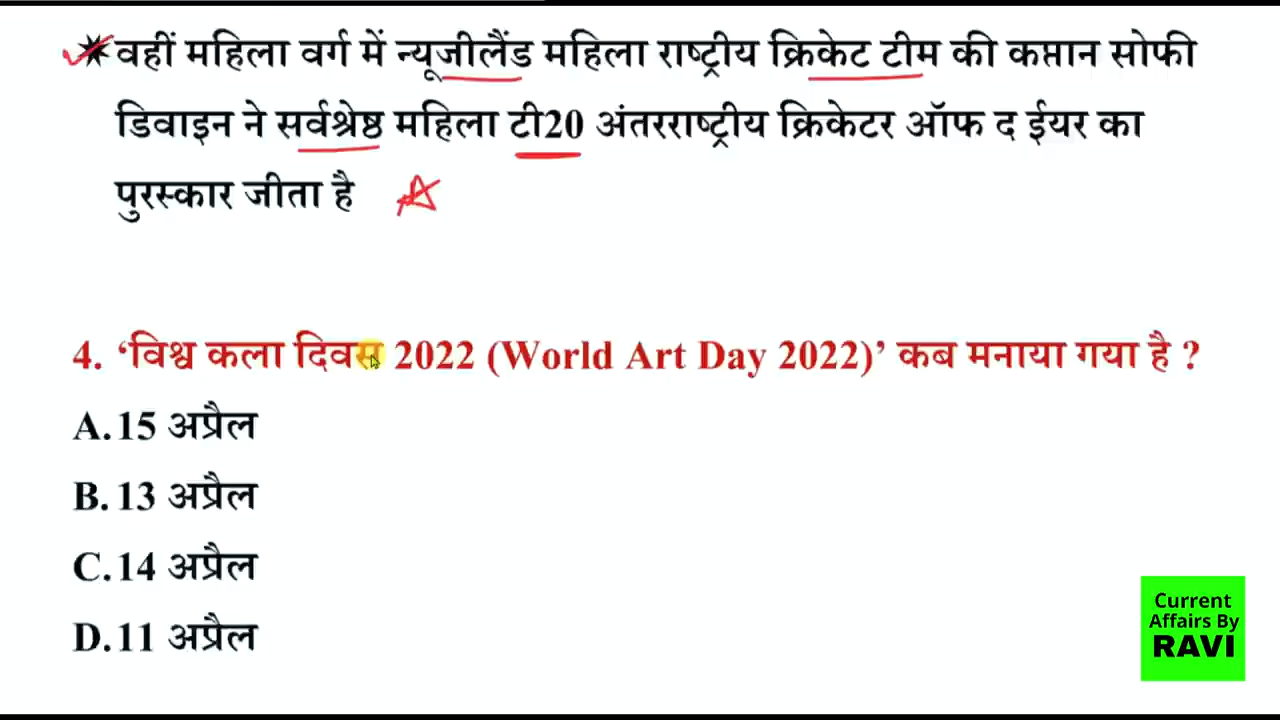 ✷वहीं महिला वर्ग में न्यूजीलैंड महिला राष्ट्रीय क्रिकेट टीम की कप्तान सोफी
डिवाइन ने सर्वश्रेष्ठ महिला टी20 अंतरराष्ट्रीय क्रिकेटर ऑफ द ईयर का
पुरस्कार जीता है
4. ‘विश्व कला दिवस 2022 (World Art Day 2022)’ कब मनाया गया है ?
A. 15 अप्रैल
B. 13 अप्रैल
C. 14 अप्रैल
D. 11 अप्रैल
Current
Affairs By
RAVI